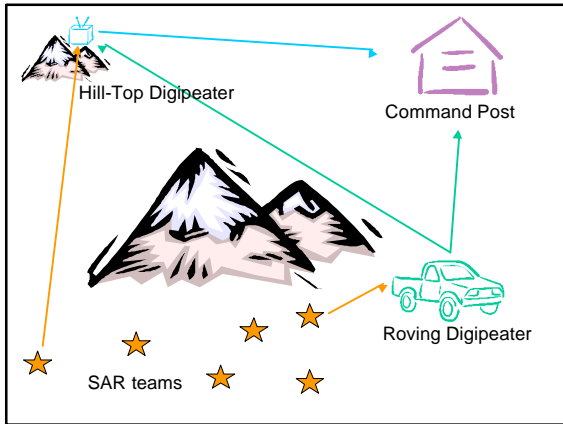 Hill-Top Digipeater
Command Post
Roving Digipeater
SAR teams